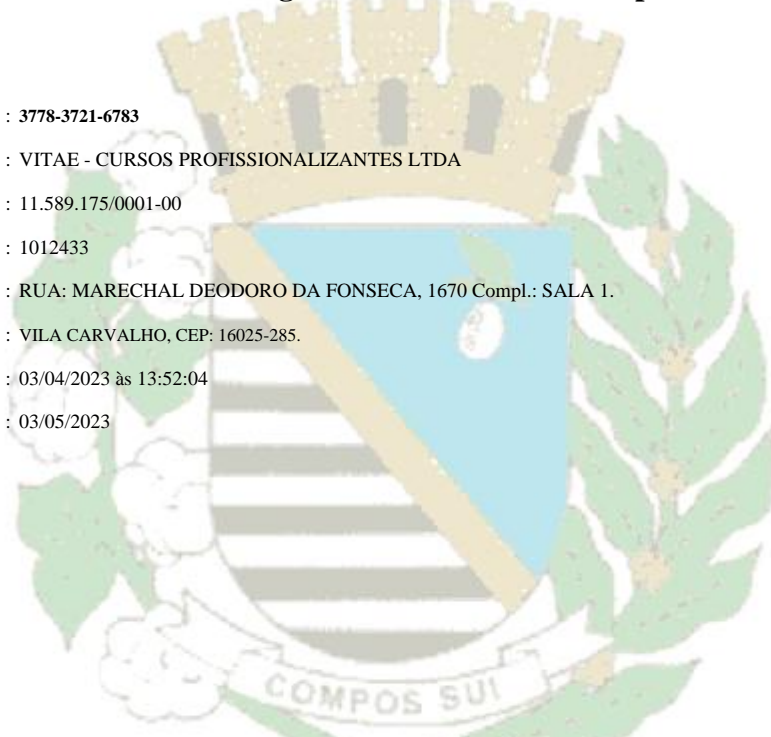 : 3778-3721-6783
: VITAE - CURSOS PROFISSIONALIZANTES LTDA
: 11.589.175/0001-00
: 1012433
: RUA: MARECHAL DEODORO DA FONSECA, 1670 Compl.: SALA 1.
: VILA CARVALHO, CEP: 16025-285.
: 03/04/2023 às 13:52:04
: 03/05/2023
COMPOS SUI